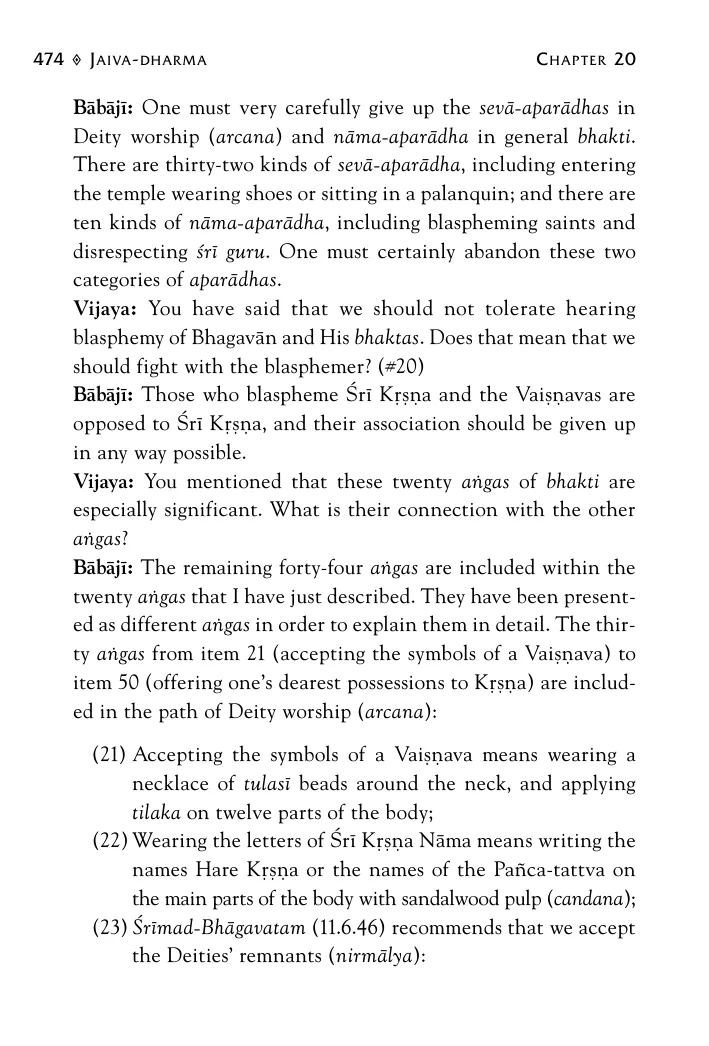 474 ◊ JAIVA-DHARMA CHAPTER 20
Bābājī: One must very carefully give up the sevā-aparādhas in
Deity worship (arcana) and nāma-aparādha in general bhakti.
There are thirty-two kinds of sevā-aparādha, including entering
the temple wearing shoes or sitting in a palanquin; and there are
ten kinds of nāma-aparādha, including blaspheming saints and
disrespecting śrī guru. One must certainly abandon these two
categories of aparādhas.
Vijaya: You have said that we should not tolerate hearing
blasphemy of Bhagavān and His bhaktas. Does that mean that we
should fight with the blasphemer? (#20)
Bābājī: Those who blaspheme Śrī Kṛṣṇa and the Vaiṣṇavas are
opposed to Śrī Kṛṣṇa, and their association should be given up
in any way possible.
Vijaya: You mentioned that these twenty aṅgas of bhakti are
especially significant. What is their connection with the other
aṅgas?
Bābājī: The remaining forty-four aṅgas are included within the
twenty aṅgas that I have just described. They have been present-
ed as different aṅgas in order to explain them in detail. The thir-
ty aṅgas from item 21 (accepting the symbols of a Vaiṣṇava) to
item 50 (offering one's dearest possessions to Kṛṣṇa) are includ-
ed in the path of Deity worship (arcana):
(21) Accepting the symbols of a Vaiṣṇava means wearing a
necklace of tulasī beads around the neck, and applying
tilaka on twelve parts of the body;
(22) Wearing the letters of Śrī Kṛṣṇa Nāma means writing the
names Hare Kṛṣṇa or the names of the Pañca-tattva on
the main parts of the body with sandalwood pulp (candana);
(23) Śrīmad-Bhāgavatam (11.6.46) recommends that we accept
the Deities' remnants (nirmālya):